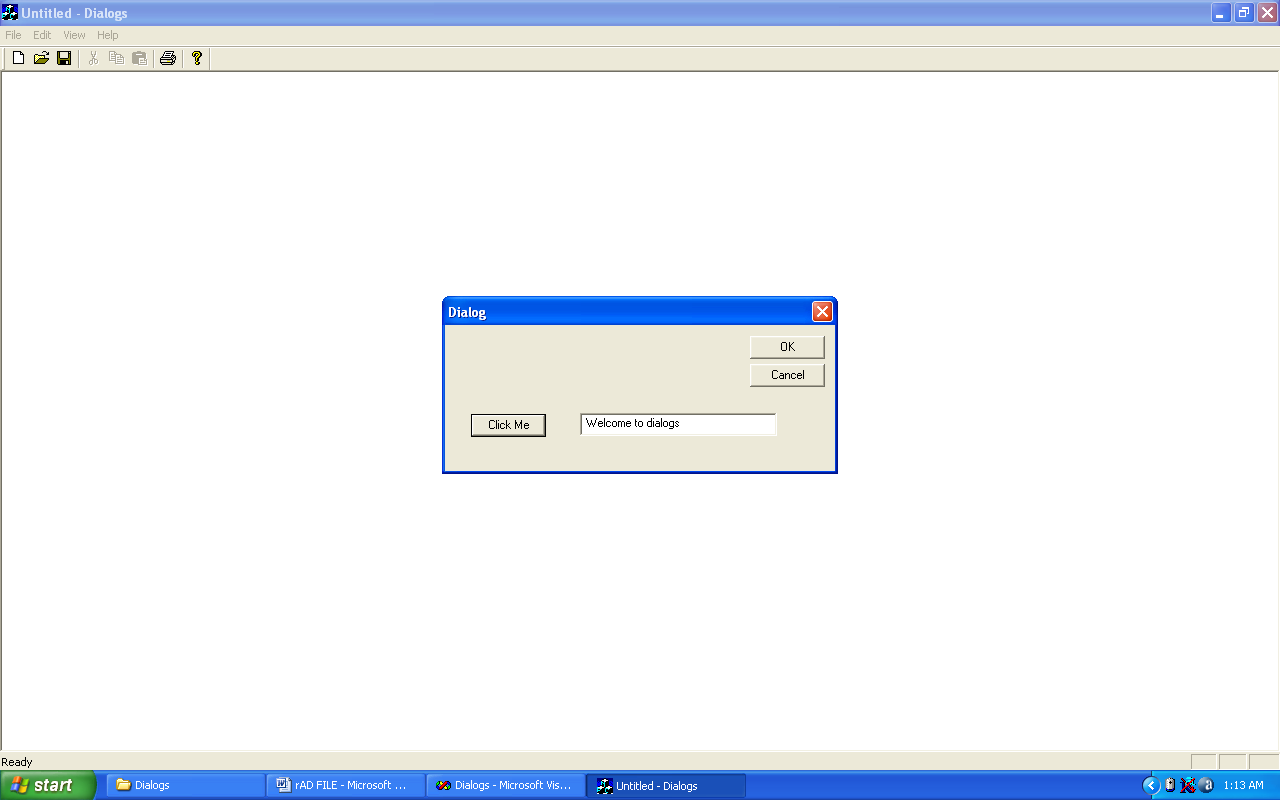 Untitled - Dialogs
File Edit View Help
Dialog
OK
Cancel
Click Me Welcome to dialogs
Ready
start Dialogs rAD FILE - Microsoft ... Dialogs - Microsoft Vis... Untitled - Dialogs 1:13 AM